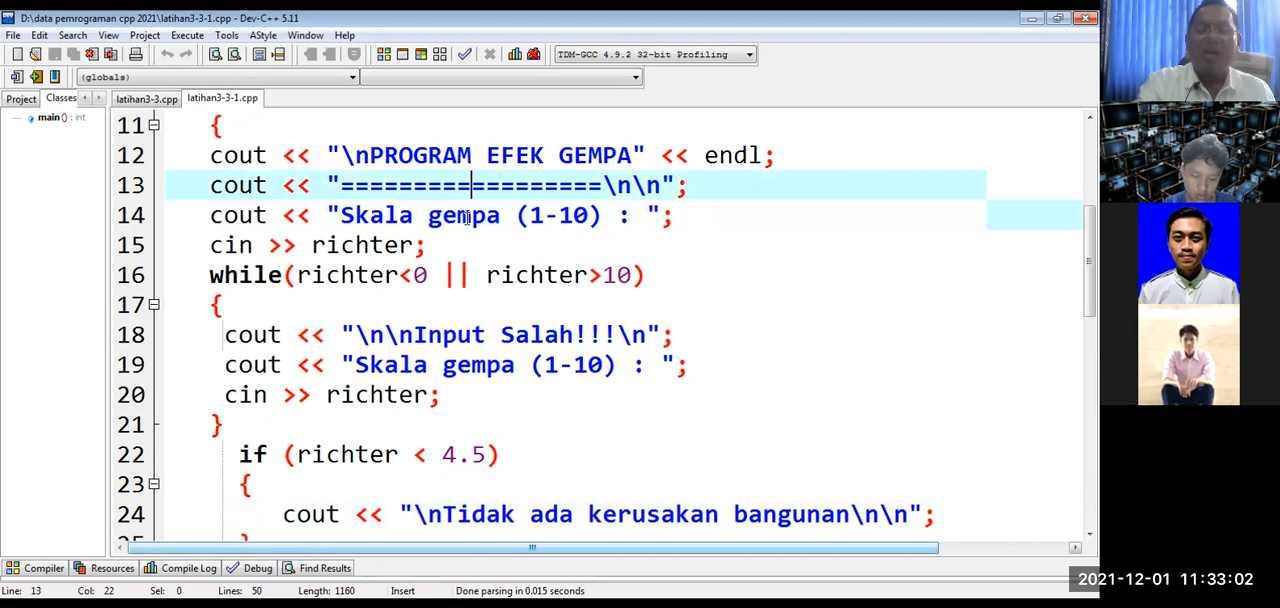 D:\data pemrograman cpp 2021\latihan3-3-1.cpp - Dev-C++ 5.11
File Edit Search View Project Execute Tools AStyle Window Help
TDM-GCC 4.9.2 32-bit Profiling
(globals)
Project Classes latihan3-3.cpp latihan3-3-1.cpp
main () : int
11 {
12 cout << "\nPROGRAM EFEK GEMPA" << endl;
13 cout << "==================\n\n";
14 cout << "Skala gempa (1-10) : ";
15 cin >> richter;
16 while(richter<0 || richter>10)
17 {
18 cout << "\n\nInput Salah!!!\n";
19 cout << "Skala gempa (1-10) : ";
20 cin >> richter;
21 }
22 if (richter < 4.5)
23 {
24 cout << "\nTidak ada kerusakan bangunan\n\n";
Compiler Resources Compile Log Debug Find Results
Line: 13 Col: 22 Sel: 0 Lines: 50 Length: 1160 Insert Done parsing in 0.015 seconds
2021-12-01 11:33:02